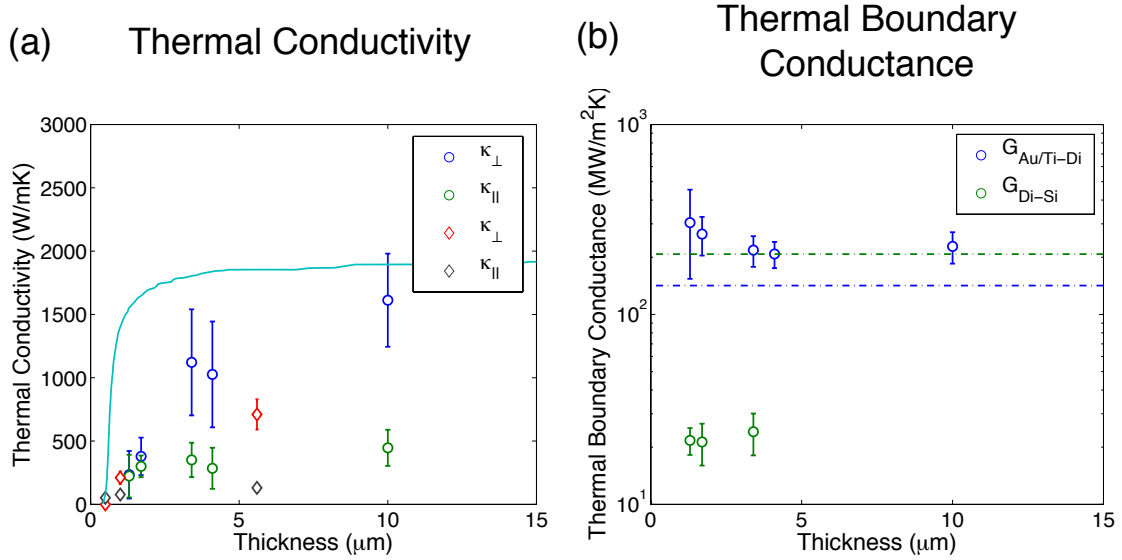 (a)
Thermal Conductivity
Thermal Conductivity (W/mK)
3000
2500
2000
1500
1000
500
0
0
5
10
15
Thickness (μm)
κ⊥
κ||
κ⊥
κ||
(b)
Thermal Boundary
Conductance
Thermal Boundary Conductance (MW/m²K)
10³
10²
10¹
0
5
10
15
Thickness (μm)
G Au/Ti−Di
G Di−Si